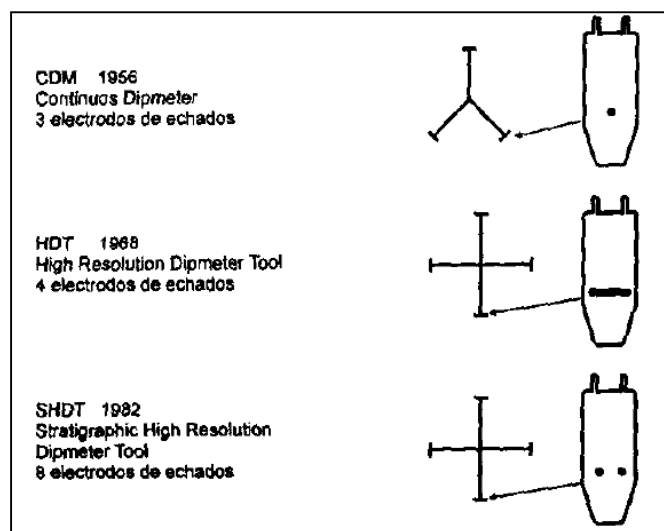 CDM 1956
Continuos Dipmeter
3 electrodos de echados
HDT 1968
High Resolution Dipmeter Tool
4 electrodos de echados
SHDT 1982
Stratigraphic High Resolution
Dipmeter Tool
8 electrodos de echados